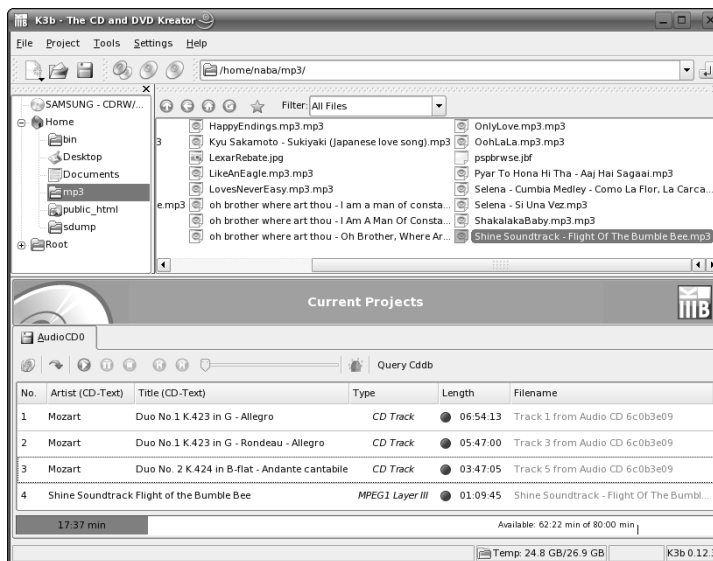 K3b - The CD and DVD Kreator
File Project Tools Settings Help
/home/naba/mp3/
SAMSUNG - CDRW/...
Home
bin
Desktop
Documents
mp3
public_html
sdump
Root
Filter: All Files
HappyEndings.mp3.mp3
3 Kyu Sakamoto - Sukiyaki (Japanese love song).mp3
LexarRebate.jpg
LikeAnEagle.mp3.mp3
LovesNeverEasy.mp3.mp3
e.mp3 oh brother where art thou - I am a man of consta...
oh brother where art thou - I Am A Man Of Consta...
oh brother where art thou - Oh Brother, Where Ar...
OnlyLove.mp3.mp3
OohLaLa.mp3.mp3
pspbrwse.jbf
Pyar To Hona Hi Tha - Aaj Hai Sagaai.mp3
Selena - Cumbia Medley - Como La Flor, La Carca...
Selena - Si Una Vez.mp3
ShakalakaBaby.mp3.mp3
Shine Soundtrack - Flight Of The Bumble Bee.mp3
Current Projects
AudioCD0
Query Cddb
No. Artist (CD-Text) Title (CD-Text) Type Length Filename
1 Mozart Duo No.1 K.423 in G - Allegro CD Track 06:54:13 Track 1 from Audio CD 6c0b3e09
2 Mozart Duo No.1 K.423 in G - Rondeau - Allegro CD Track 05:47:00 Track 3 from Audio CD 6c0b3e09
3 Mozart Duo No. 2 K.424 in B-flat - Andante cantabile CD Track 03:47:05 Track 5 from Audio CD 6c0b3e09
4 Shine Soundtrack Flight of the Bumble Bee MPEG1 Layer III 01:09:45 Shine Soundtrack - Flight Of The Bumbl...
17:37 min Available: 62:22 min of 80:00 min
Temp: 24.8 GB/26.9 GB K3b 0.12.